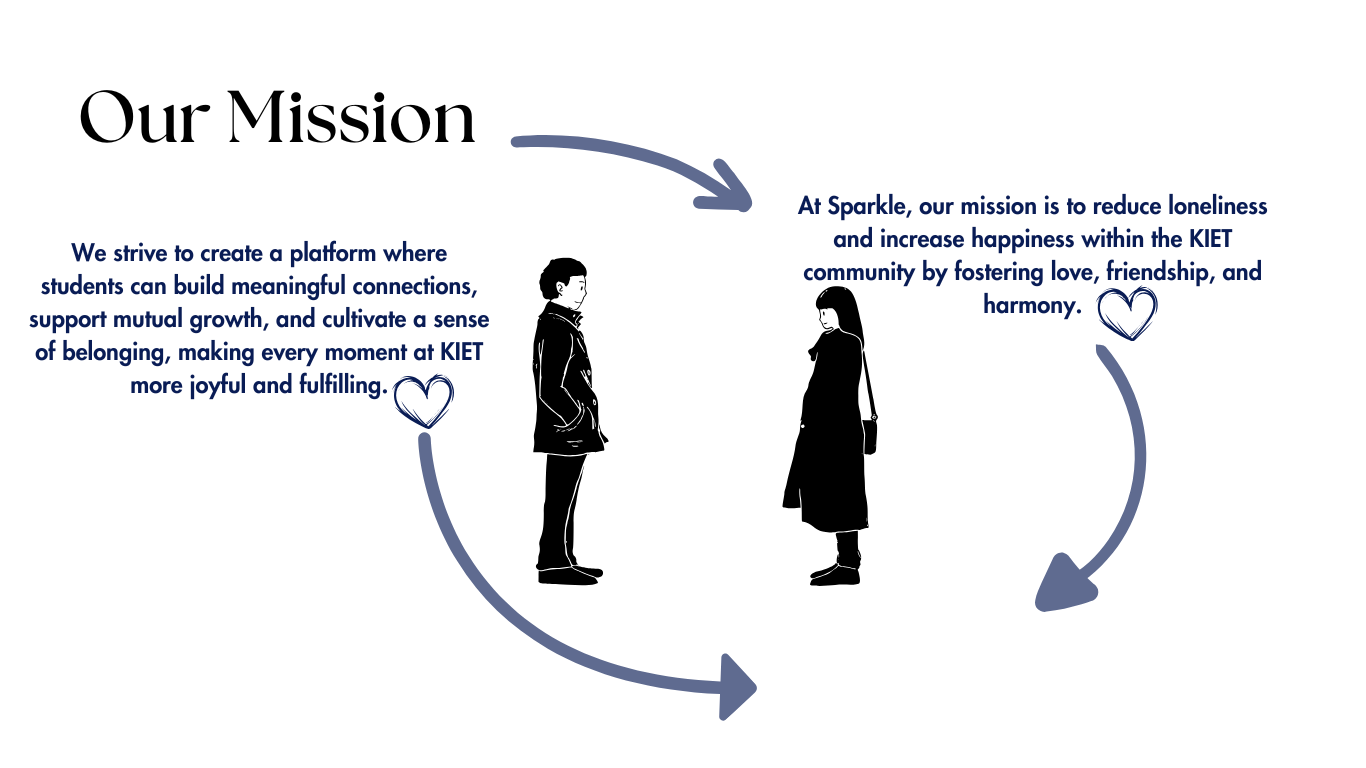 Our Mission
At Sparkle, our mission is to reduce loneliness
and increase happiness within the KIET
community by fostering love, friendship, and
harmony.
We strive to create a platform where
students can build meaningful connections,
support mutual growth, and cultivate a sense
of belonging, making every moment at KIET
more joyful and fulfilling.